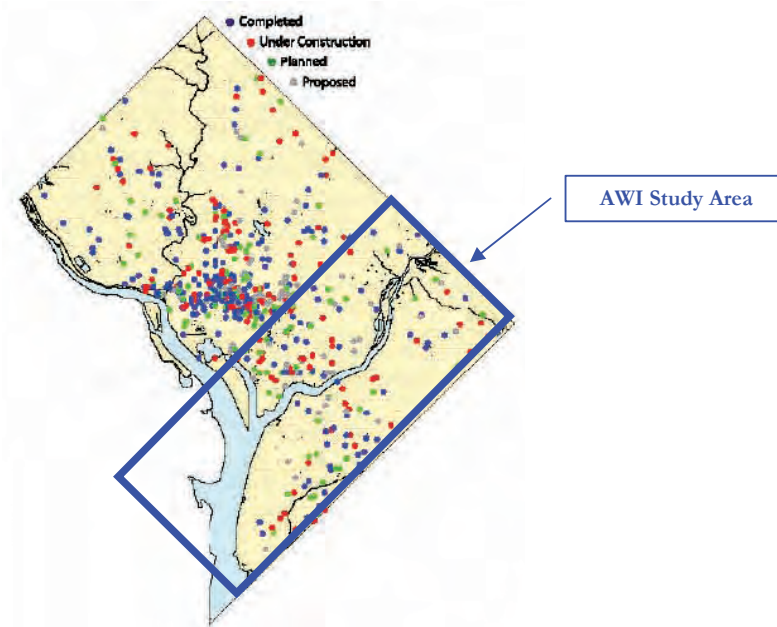 Completed
Under Construction
Planned
Proposed
AWI Study Area